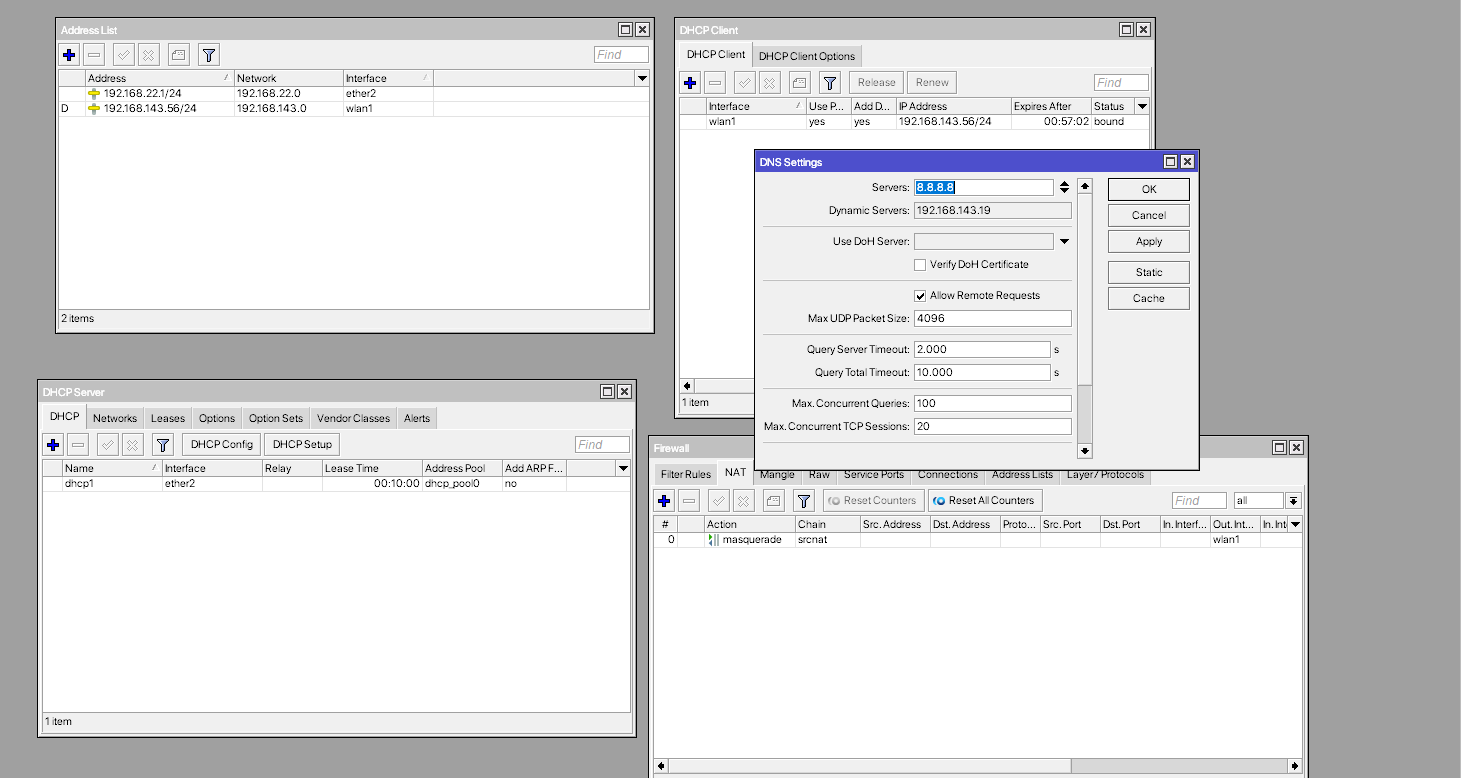 Address List
Find
Address Network Interface
192.168.22.1/24 192.168.22.0 ether2
D 192.168.143.56/24 192.168.143.0 wlan1
2 items
DHCP Client
DHCP Client DHCP Client Options
Release Renew Find
Interface Use P... Add D... IP Address Expires After Status
wlan1 yes yes 192.168.143.56/24 00:57:02 bound
1 item
DNS Settings
Servers: 8.8.8.8
Dynamic Servers: 192.168.143.19
Use DoH Server:
Verify DoH Certificate
Allow Remote Requests
Max UDP Packet Size: 4096
Query Server Timeout: 2.000 s
Query Total Timeout: 10.000 s
Max. Concurrent Queries: 100
Max. Concurrent TCP Sessions: 20
OK
Cancel
Apply
Static
Cache
DHCP Server
DHCP Networks Leases Options Option Sets Vendor Classes Alerts
DHCP Config DHCP Setup Find
Name Interface Relay Lease Time Address Pool Add ARP F...
dhcp1 ether2 00:10:00 dhcp_pool0 no
1 item
Firewall
Filter Rules NAT Mangle Raw Service Ports Connections Address Lists Layer7 Protocols
Reset Counters Reset All Counters Find all
# Action Chain Src. Address Dst. Address Proto... Src. Port Dst. Port In. Interf... Out. Int... In. Int
0 masquerade srcnat wlan1